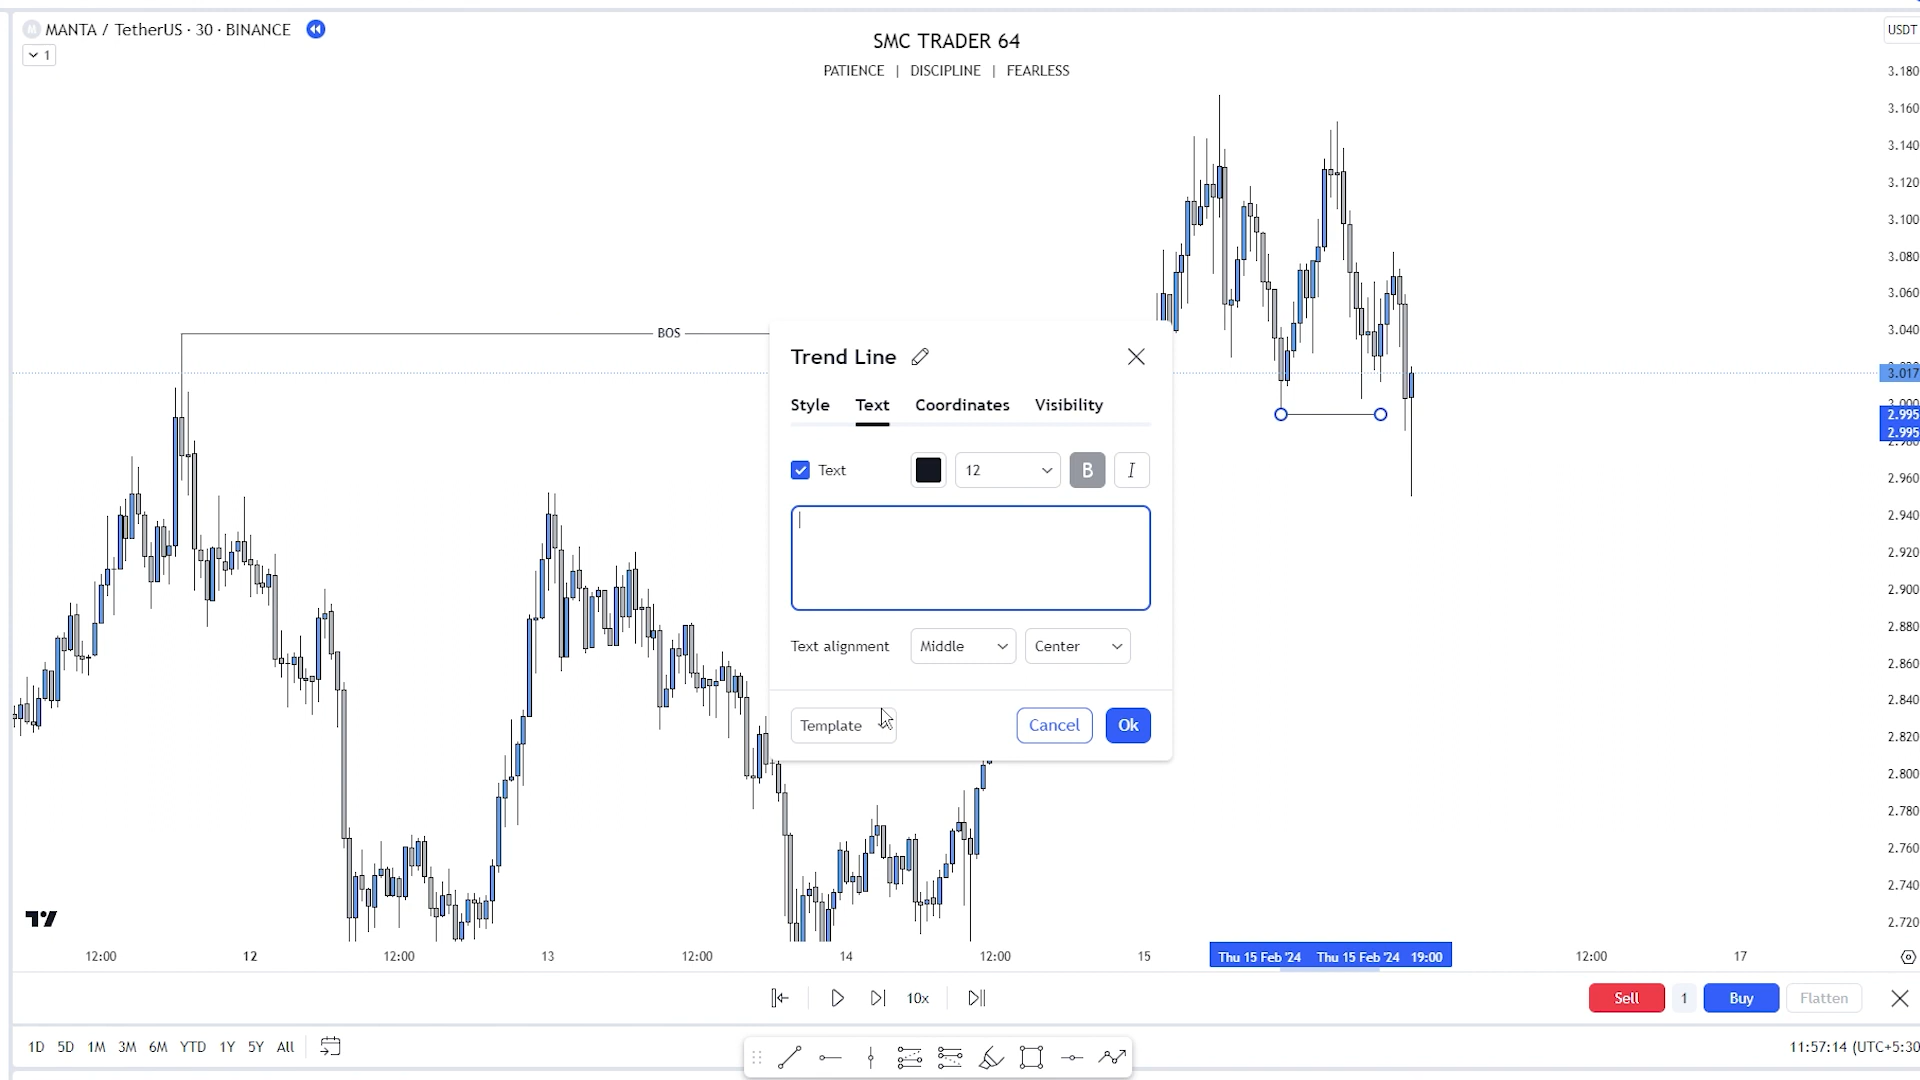 MANTA / TetherUS · 30 · BINANCE
1
SMC TRADER 64
PATIENCE | DISCIPLINE | FEARLESS
USDT
3.180
3.160
3.140
3.120
3.100
3.080
3.060
3.040
3.017
2.995
2.995
2.960
2.940
2.920
2.900
2.880
2.860
2.840
2.820
2.800
2.780
2.760
2.740
2.720
BOS
Trend Line
Style Text Coordinates Visibility
Text 12 B I
Text alignment Middle Center
Template Cancel Ok
12:00 12 12:00 13 12:00 14 12:00 15 Thu 15 Feb '24 Thu 15 Feb '24 19:00 12:00 17
10x
Sell 1 Buy Flatten
1D 5D 1M 3M 6M YTD 1Y 5Y All
11:57:14 (UTC+5:30